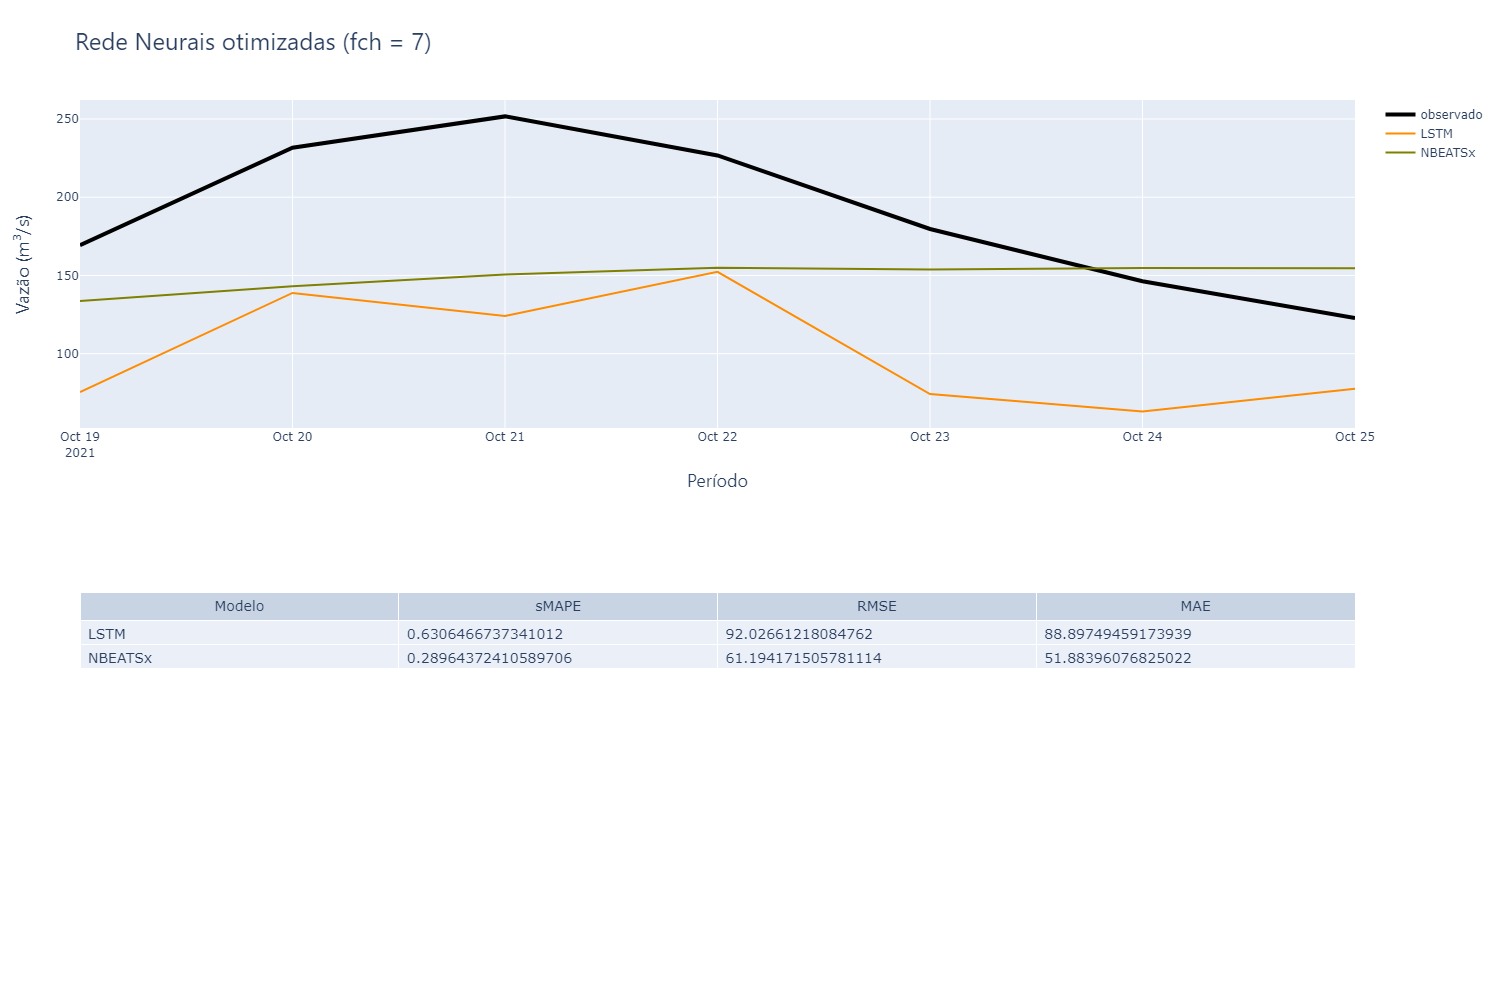 Rede Neurais otimizadas (fch = 7)
observado
LSTM
NBEATSx
Vazão (m³/s)
250
200
150
100
Oct 19
2021
Oct 20
Oct 21
Oct 22
Oct 23
Oct 24
Oct 25
Período
Modelo sMAPE RMSE MAE
LSTM 0.6306466737341012 92.02661218084762 88.89749459173939
NBEATSx 0.28964372410589706 61.194171505781114 51.88396076825022